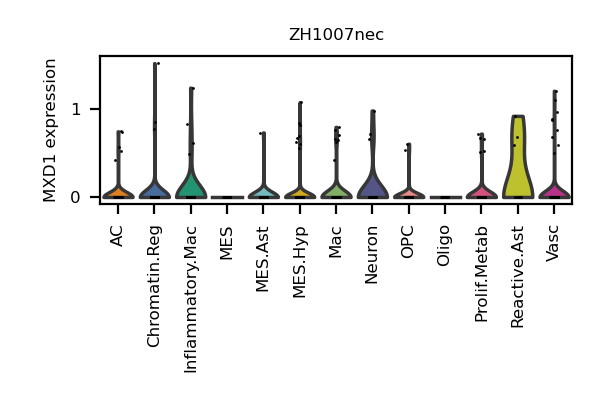 ZH1007nec
MXD1 expression
1
0
AC
Chromatin.Reg
Inflammatory.Mac
MES
MES.Ast
MES.Hyp
Mac
Neuron
OPC
Oligo
Prolif.Metab
Reactive.Ast
Vasc